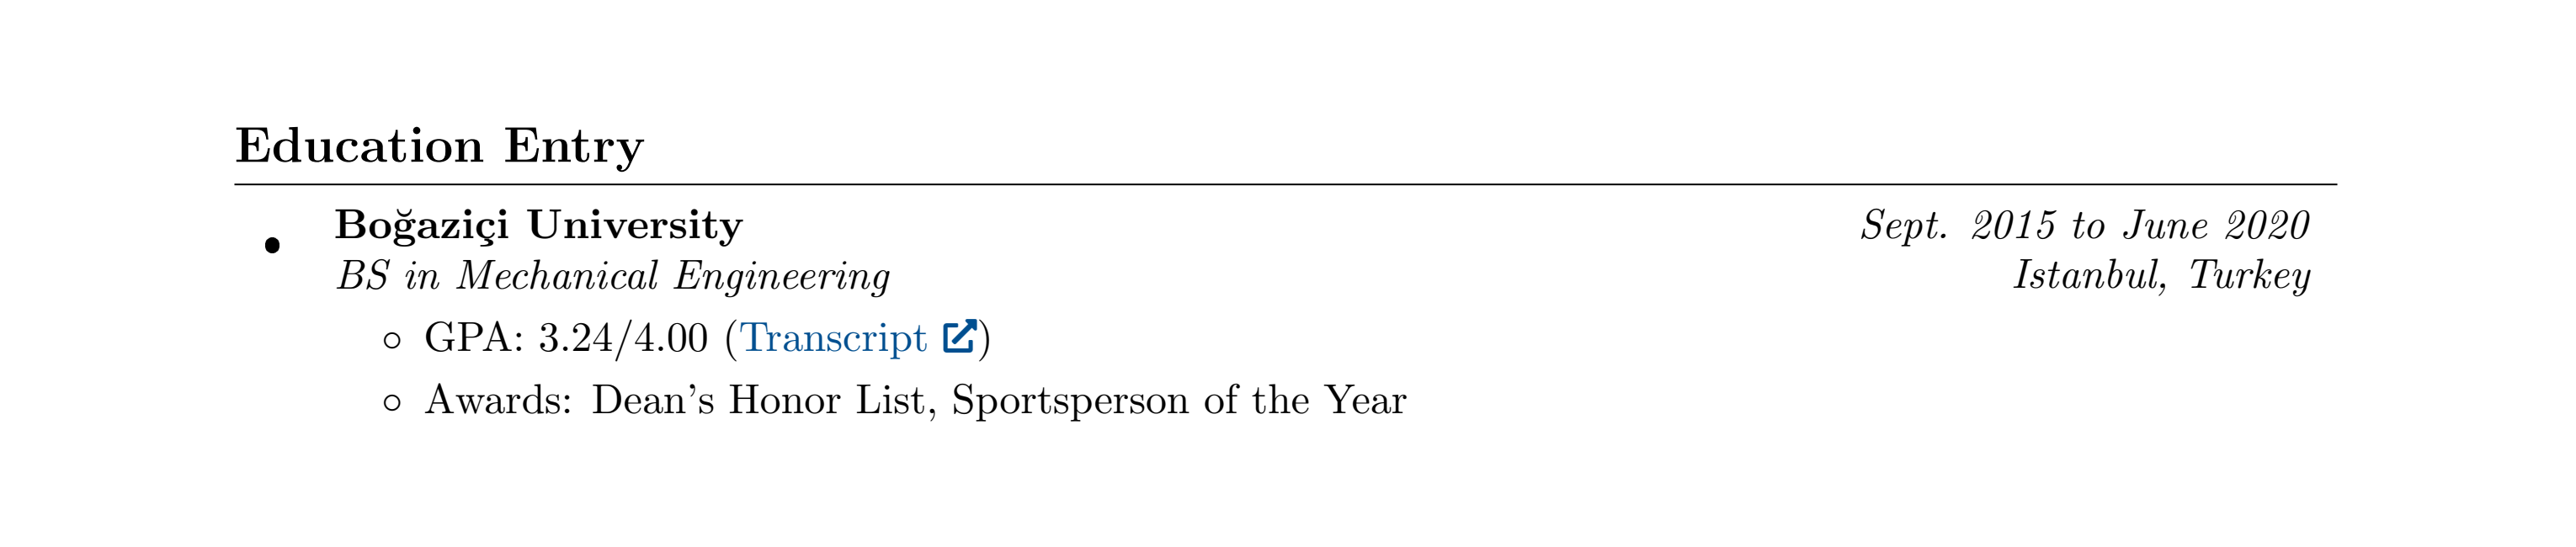 Education Entry
• Boğaziçi University Sept. 2015 to June 2020
BS in Mechanical Engineering Istanbul, Turkey
◦ GPA: 3.24/4.00 (Transcript)
◦ Awards: Dean’s Honor List, Sportsperson of the Year